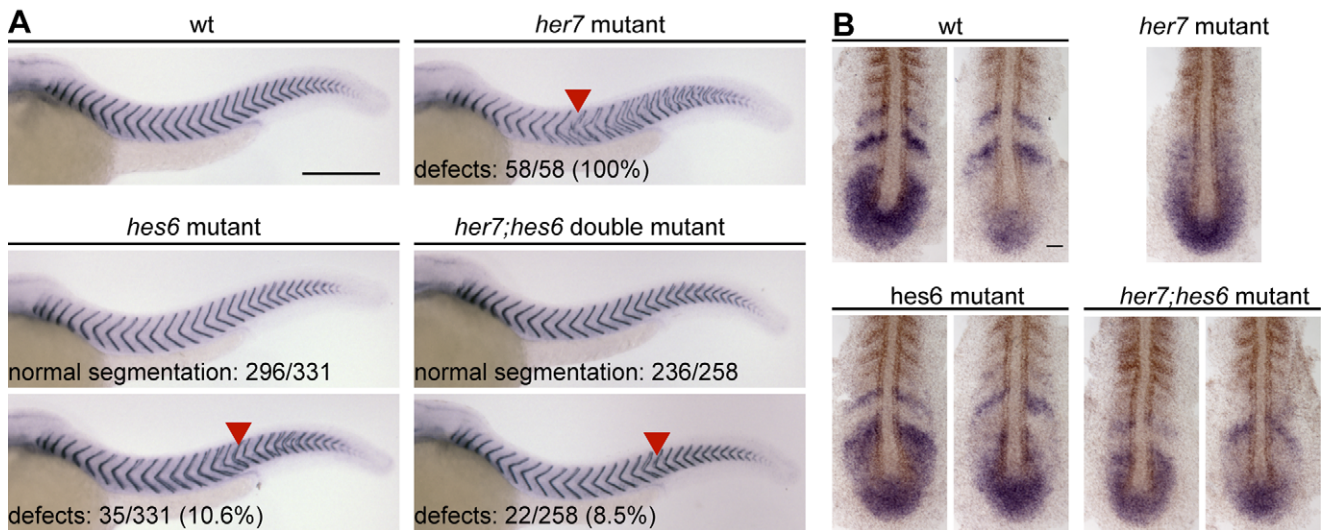 A
wt
her7 mutant
defects: 58/58 (100%)
hes6 mutant
her7;hes6 double mutant
normal segmentation: 296/331
normal segmentation: 236/258
defects: 35/331 (10.6%)
defects: 22/258 (8.5%)
B
wt
her7 mutant
hes6 mutant
her7;hes6 mutant